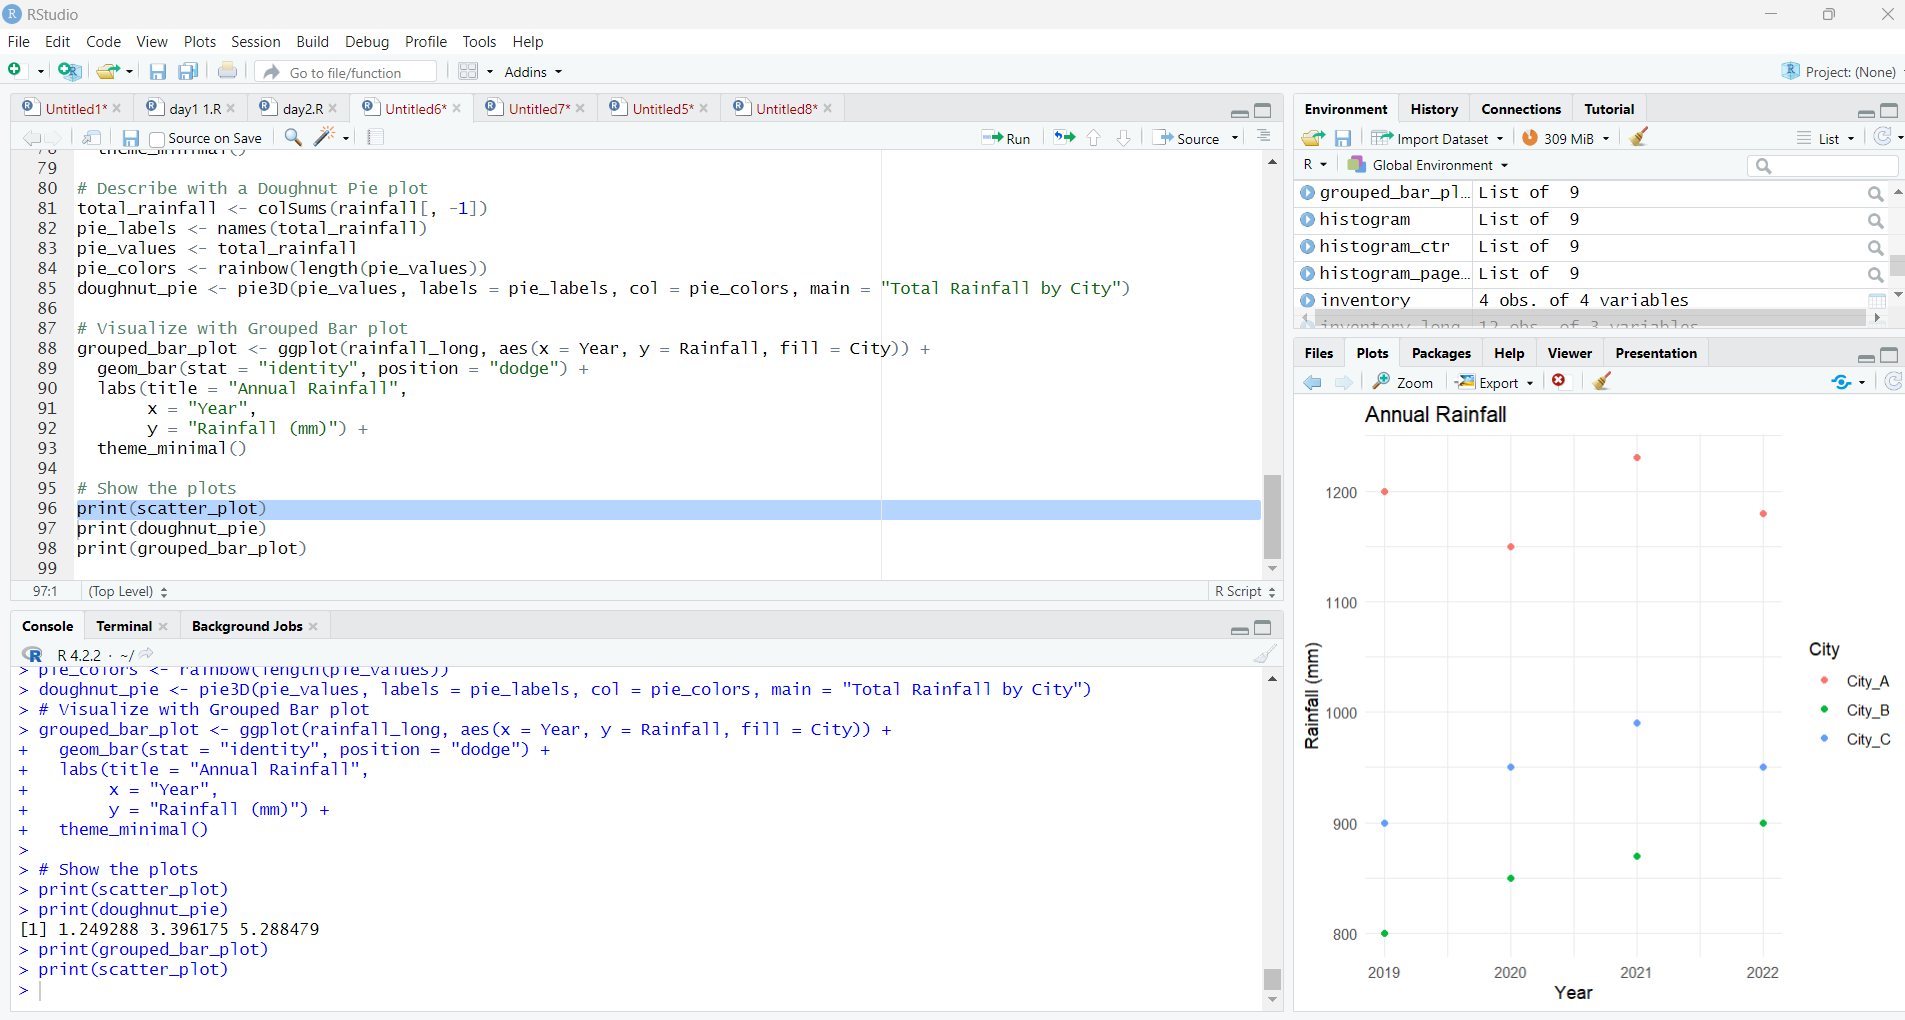 RStudio
File Edit Code View Plots Session Build Debug Profile Tools Help
Go to file/function Addins Project: (None)
Untitled1* day1 1.R day2.R Untitled6* Untitled7* Untitled5* Untitled8*
Source on Save Run Source
79
80 # Describe with a Doughnut Pie plot
81 total_rainfall <- colSums(rainfall[, -1])
82 pie_labels <- names(total_rainfall)
83 pie_values <- total_rainfall
84 pie_colors <- rainbow(length(pie_values))
85 doughnut_pie <- pie3D(pie_values, labels = pie_labels, col = pie_colors, main = "Total Rainfall by City")
86
87 # Visualize with Grouped Bar plot
88 grouped_bar_plot <- ggplot(rainfall_long, aes(x = Year, y = Rainfall, fill = City)) +
89   geom_bar(stat = "identity", position = "dodge") +
90   labs(title = "Annual Rainfall",
91        x = "Year",
92        y = "Rainfall (mm)") +
93   theme_minimal()
94
95 # Show the plots
96 print(scatter_plot)
97 print(doughnut_pie)
98 print(grouped_bar_plot)
99
97:1 (Top Level) R Script
Console Terminal Background Jobs
R 4.2.2 · ~/
> pie_colors <- rainbow(length(pie_values))
> doughnut_pie <- pie3D(pie_values, labels = pie_labels, col = pie_colors, main = "Total Rainfall by City")
> # Visualize with Grouped Bar plot
> grouped_bar_plot <- ggplot(rainfall_long, aes(x = Year, y = Rainfall, fill = City)) +
+   geom_bar(stat = "identity", position = "dodge") +
+   labs(title = "Annual Rainfall",
+        x = "Year",
+        y = "Rainfall (mm)") +
+   theme_minimal()
>
> # Show the plots
> print(scatter_plot)
> print(doughnut_pie)
[1] 1.249288 3.396175 5.288479
> print(grouped_bar_plot)
> print(scatter_plot)
>
Environment History Connections Tutorial
Import Dataset 309 MiB List
R Global Environment
grouped_bar_pl… List of 9
histogram List of 9
histogram_ctr List of 9
histogram_page… List of 9
inventory 4 obs. of 4 variables
inventory_long 12 obs. of 3 variables
Files Plots Packages Help Viewer Presentation
Zoom Export
Annual Rainfall
1200
1100
1000
900
800
Rainfall (mm)
2019 2020 2021 2022
Year
City
City_A
City_B
City_C